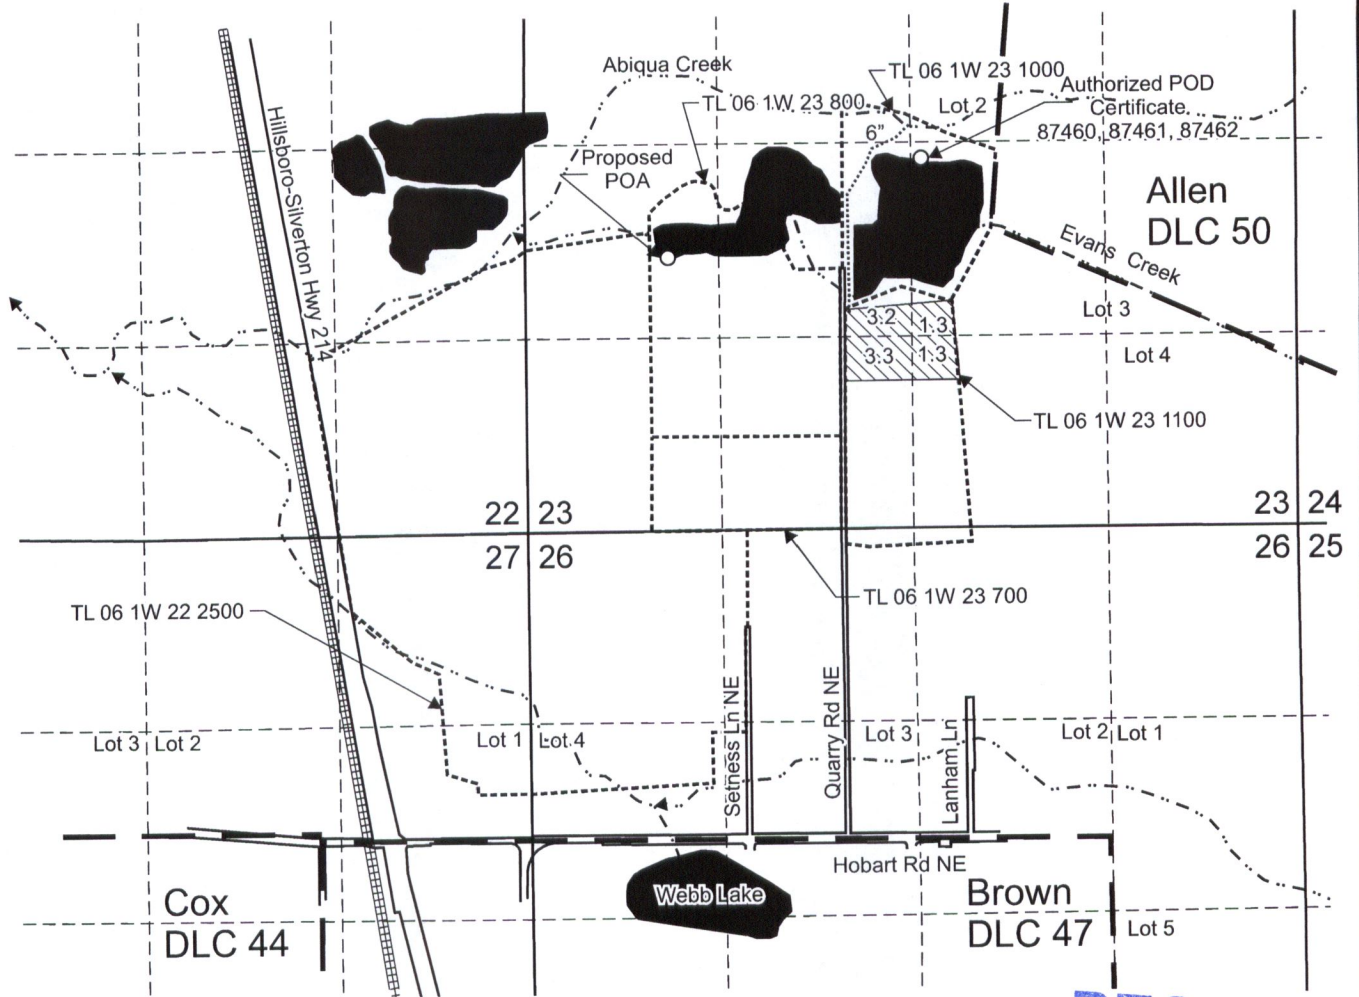 Abiqua Creek
TL 06 1W 23 1000
Authorized POD
Certificate
87460, 87461, 87462
TL 06 1W 23 800
Lot 2
6"
Hillsboro-Silverton Hwy 214
Proposed
POA
Allen
DLC 50
Evans Creek
Lot 3
3.2
1.3
3.3
1.3
Lot 4
TL 06 1W 23 1100
22
23
23
24
27
26
26
25
TL 06 1W 23 700
TL 06 1W 22 2500
Setness Ln NE
Quarry Rd NE
Lanham Ln
Lot 3
Lot 2
Lot 1
Lot 4
Lot 3
Lot 2
Lot 1
Hobart Rd NE
Cox
DLC 44
Webb Lake
Brown
DLC 47
Lot 5